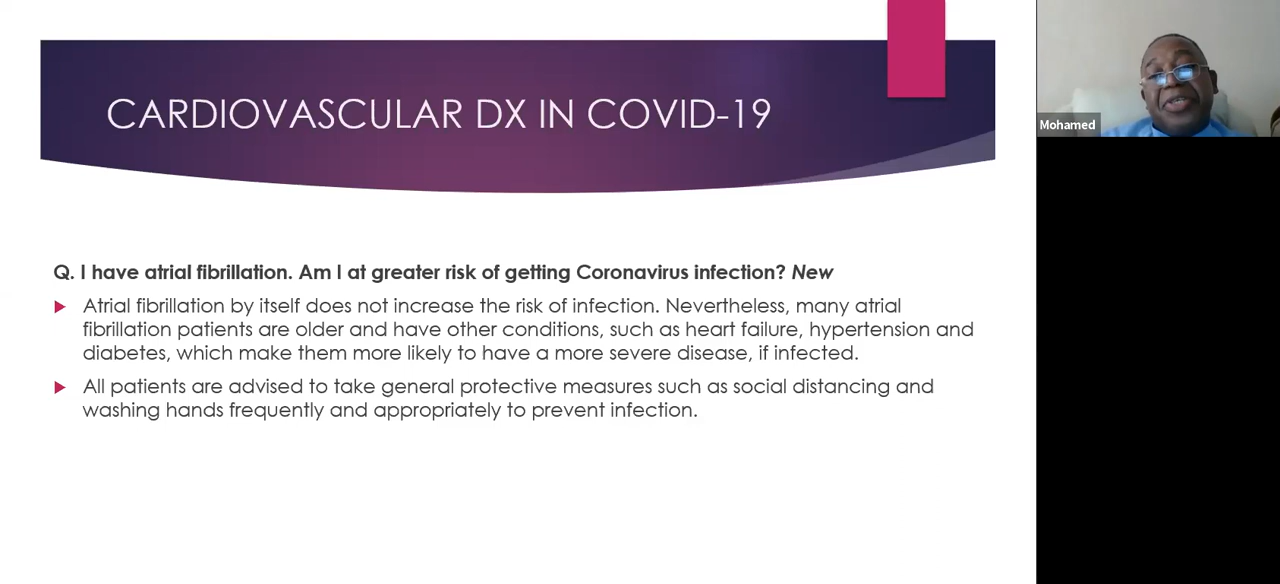 CARDIOVASCULAR DX IN COVID-19
Mohamed
Q. I have atrial fibrillation. Am I at greater risk of getting Coronavirus infection? New
Atrial fibrillation by itself does not increase the risk of infection. Nevertheless, many atrial
fibrillation patients are older and have other conditions, such as heart failure, hypertension and
diabetes, which make them more likely to have a more severe disease, if infected.
All patients are advised to take general protective measures such as social distancing and
washing hands frequently and appropriately to prevent infection.